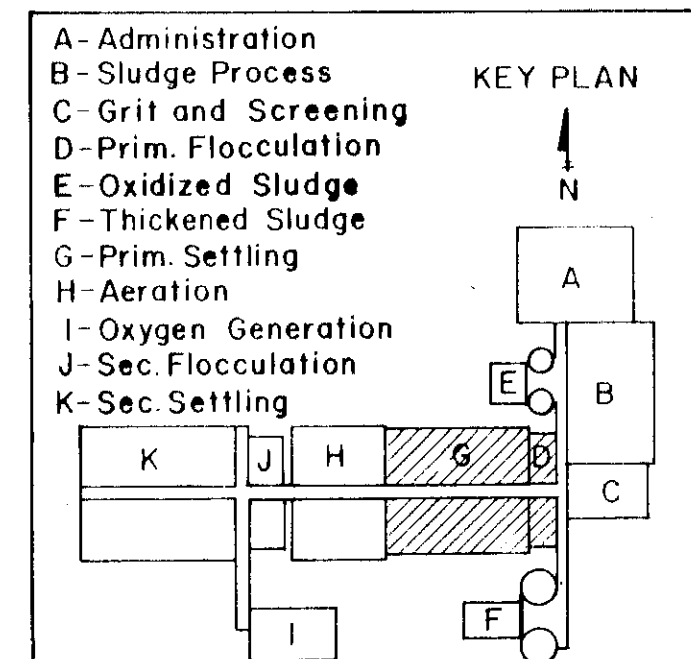 A-Administration
B-Sludge Process
C-Grit and Screening
D-Prim. Flocculation
E-Oxidized Sludge
F-Thickened Sludge
G-Prim. Settling
H-Aeration
I-Oxygen Generation
J-Sec. Flocculation
K-Sec. Settling
KEY PLAN
N
A
E
B
K
J
H
G
D
C
F
I